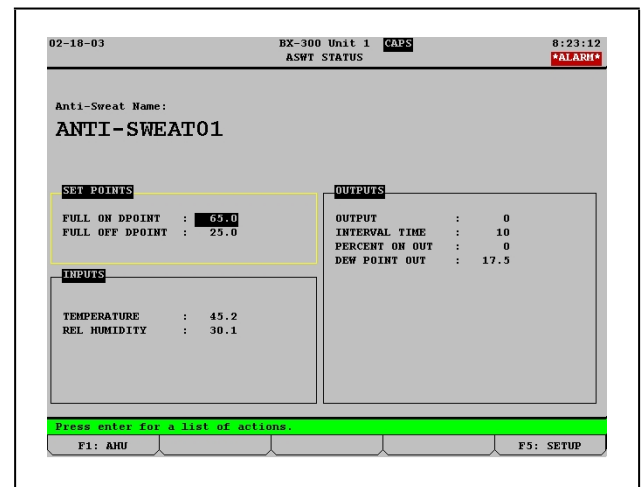 02-18-03 BX-300 Unit 1 CAPS 8:23:12
ASWT STATUS *ALARM*
Anti-Sweat Name:
ANTI-SWEAT01
SET POINTS
FULL ON DPOINT : 65.0
FULL OFF DPOINT : 25.0
INPUTS
TEMPERATURE : 45.2
REL HUMIDITY : 30.1
OUTPUTS
OUTPUT : 0
INTERVAL TIME : 10
PERCENT ON OUT : 0
DEW POINT OUT : 17.5
Press enter for a list of actions.
F1: AHU F5: SETUP